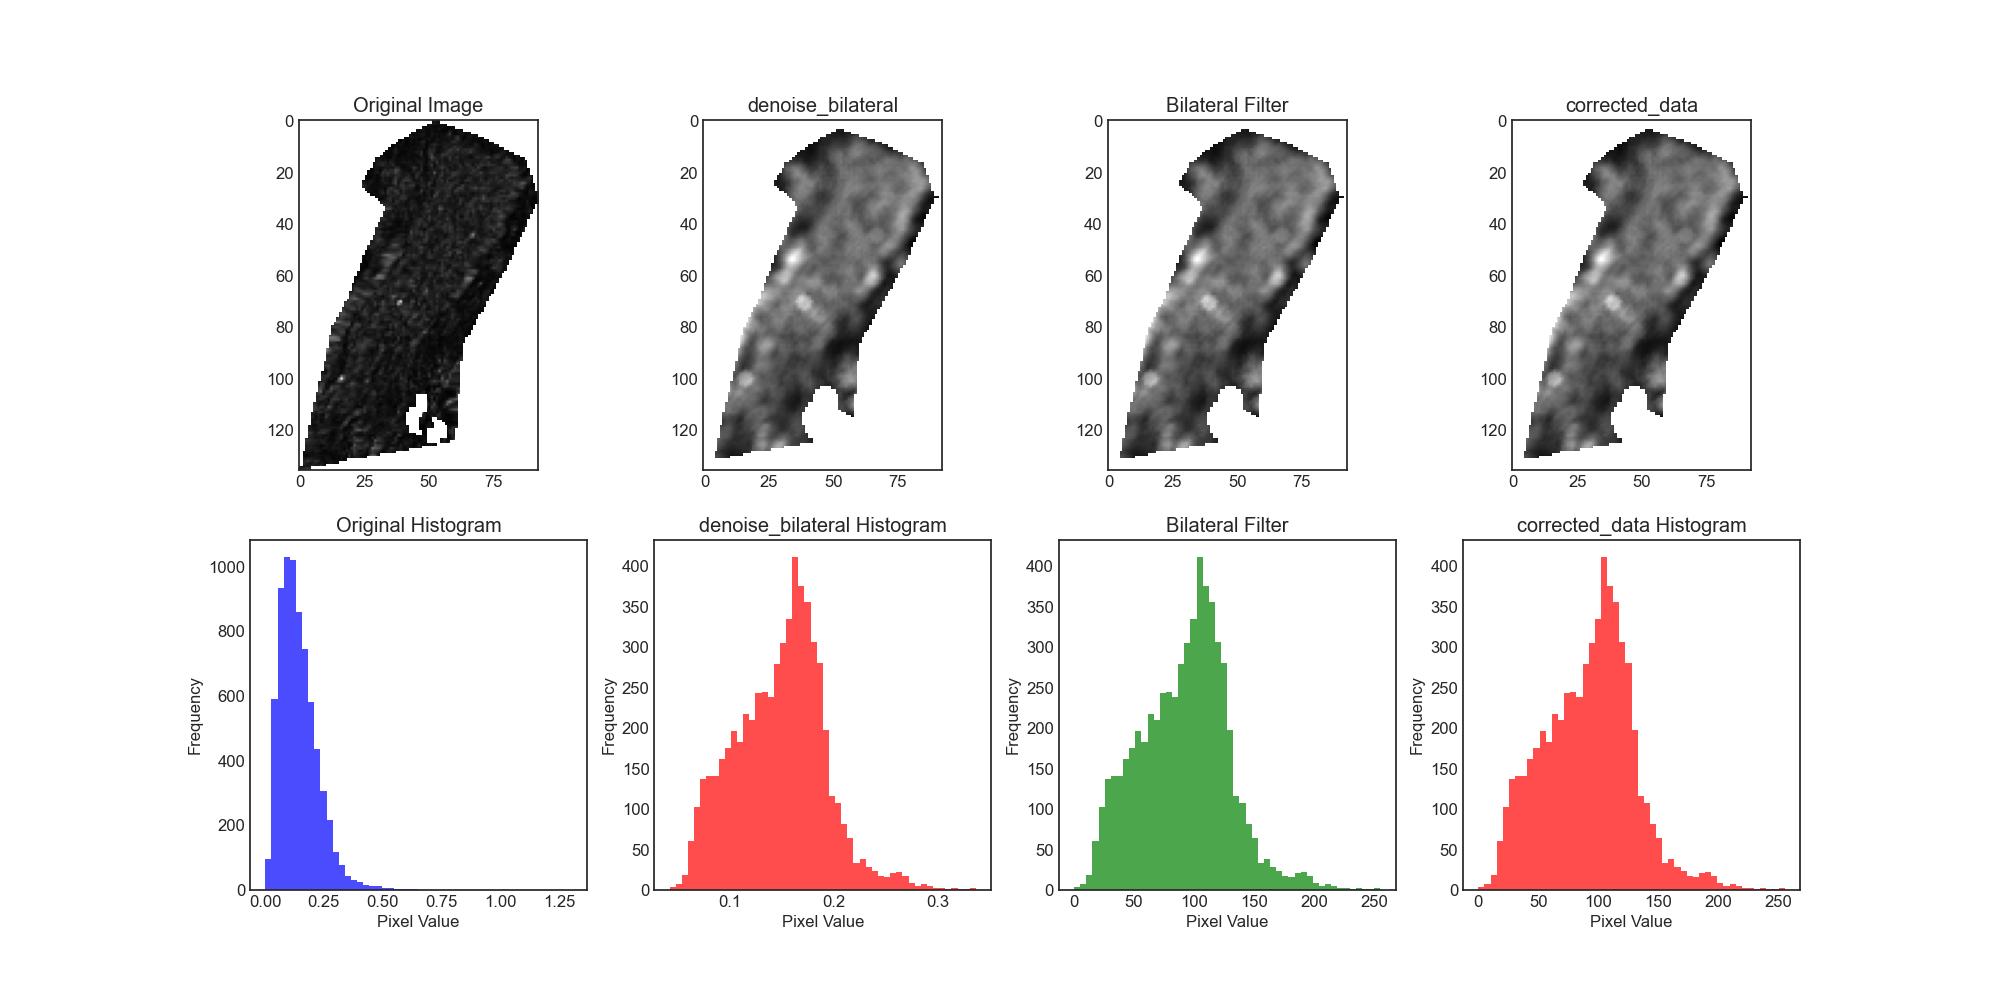 Original Image
denoise_bilateral
Bilateral Filter
corrected_data
0
20
40
60
80
100
120
0 25 50 75
0
20
40
60
80
100
120
0 25 50 75
0
20
40
60
80
100
120
0 25 50 75
0
20
40
60
80
100
120
0 25 50 75
Original Histogram
denoise_bilateral Histogram
Bilateral Filter
corrected_data Histogram
Frequency
1000
800
600
400
200
0
0.00 0.25 0.50 0.75 1.00 1.25
Pixel Value
Frequency
400
350
300
250
200
150
100
50
0
0.1 0.2 0.3
Pixel Value
Frequency
400
350
300
250
200
150
100
50
0
0 50 100 150 200 250
Pixel Value
Frequency
400
350
300
250
200
150
100
50
0
0 50 100 150 200 250
Pixel Value